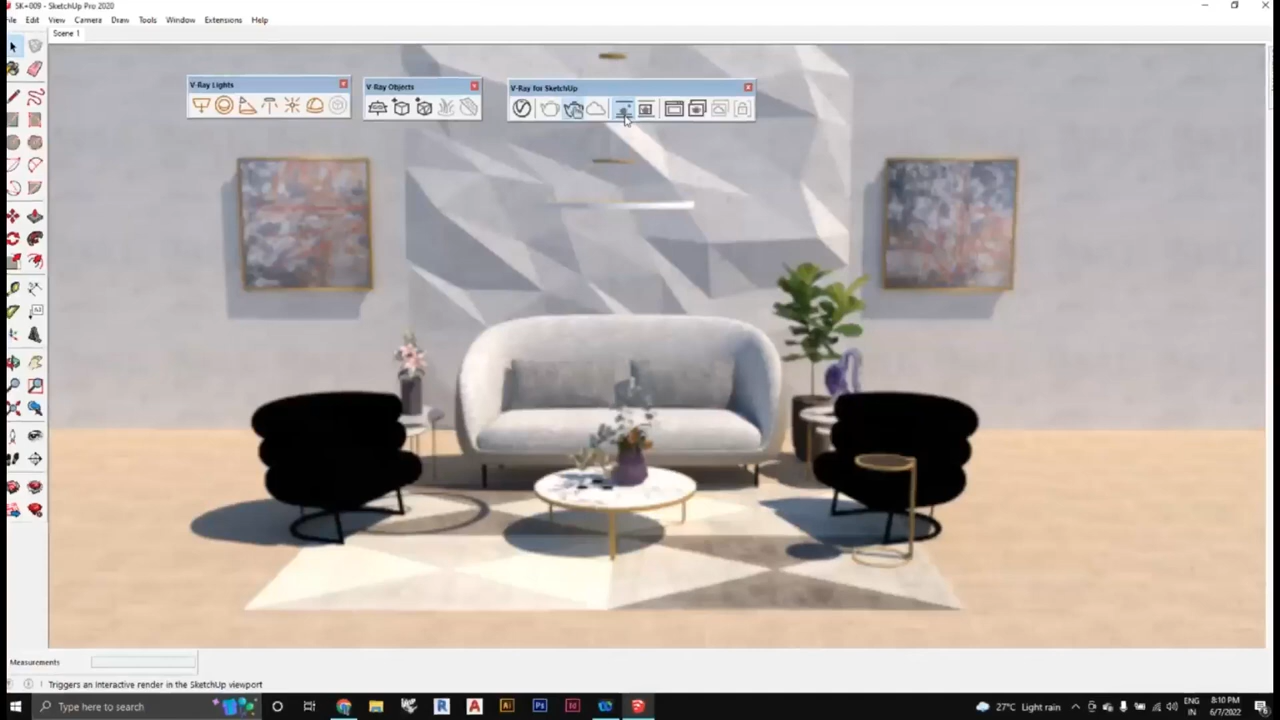 SK+009 - SketchUp Pro 2020
File Edit View Camera Draw Tools Window Extensions Help
Scene 1
V-Ray Lights
V-Ray Objects
V-Ray for SketchUp
Measurements
Triggers an Interactive render in the SketchUp viewport
Type here to search
27°C Light rain
ENG
IN
8:10 PM
6/7/2022